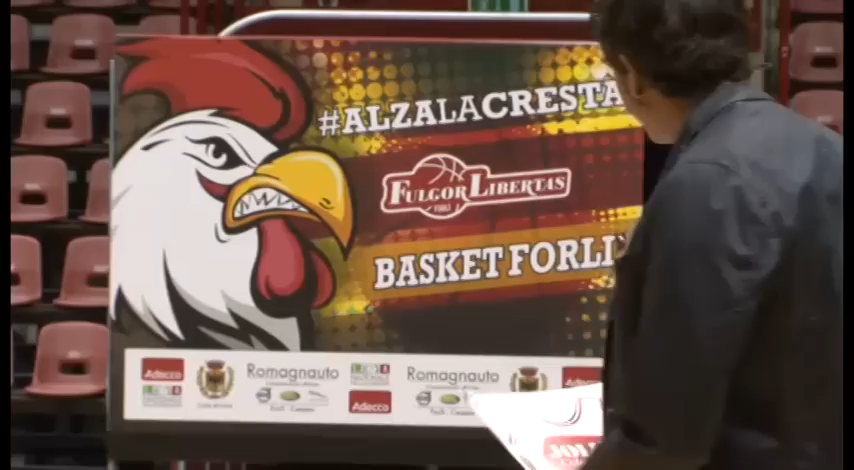 #ALZALACRESTA
FULGOR LIBERTAS
BASKET FORLI'
Adecco
Romagnauto
Romagnauto
Adecco